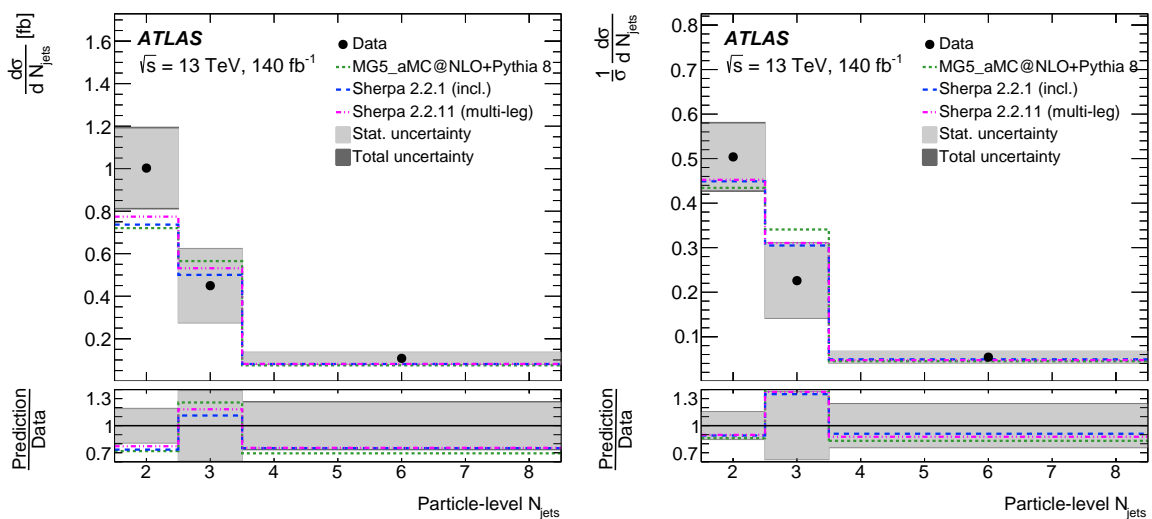 dσ
d N_jets [fb]
ATLAS
√s = 13 TeV, 140 fb⁻¹
Data
MG5_aMC@NLO+Pythia 8
Sherpa 2.2.1 (incl.)
Sherpa 2.2.11 (multi-leg)
Stat. uncertainty
Total uncertainty
1.6
1.4
1.2
1
0.8
0.6
0.4
0.2
Prediction
Data
1.3
1
0.7
2 3 4 5 6 7 8
Particle-level N_jets
1 dσ
σ d N_jets
ATLAS
√s = 13 TeV, 140 fb⁻¹
Data
MG5_aMC@NLO+Pythia 8
Sherpa 2.2.1 (incl.)
Sherpa 2.2.11 (multi-leg)
Stat. uncertainty
Total uncertainty
0.8
0.7
0.6
0.5
0.4
0.3
0.2
0.1
Prediction
Data
1.3
1
0.7
2 3 4 5 6 7 8
Particle-level N_jets